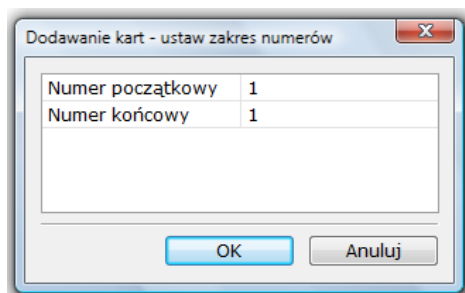 Dodawanie kart - ustaw zakres numerów
Numer początkowy 1
Numer końcowy 1
OK Anuluj